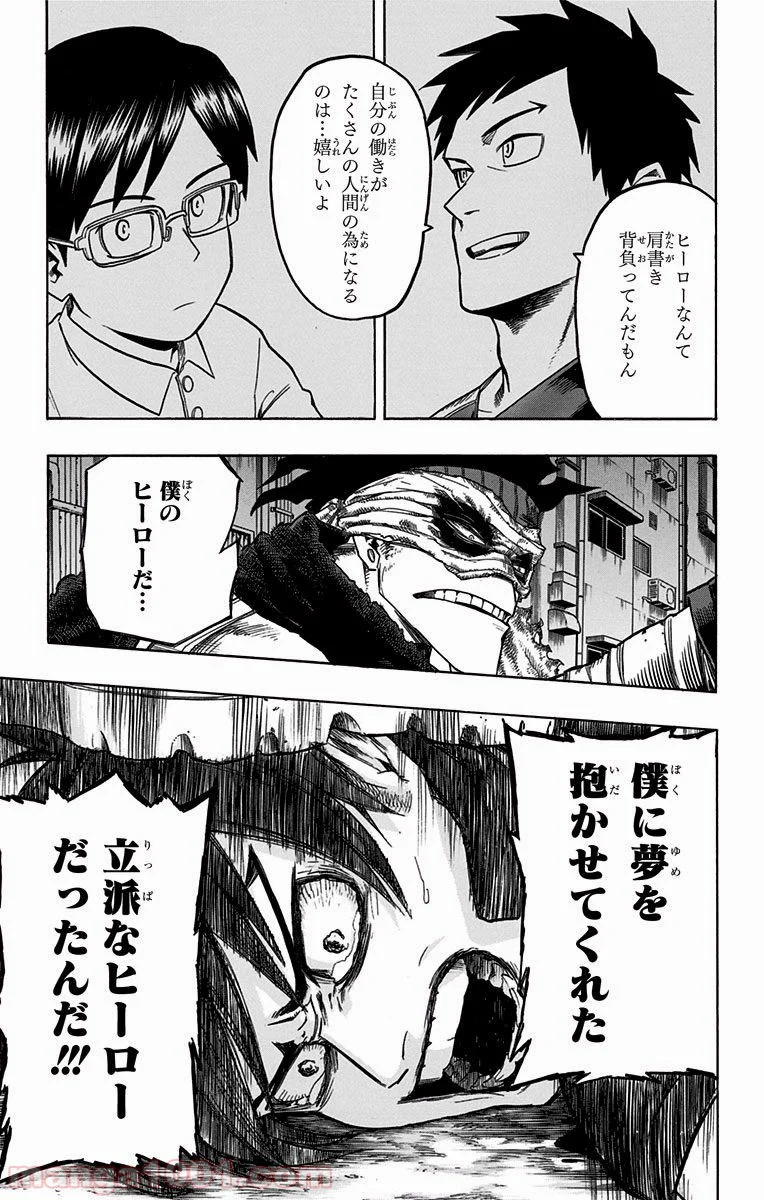 ヒーローなんて
肩書き
背負ってんだもん
自分の働きが
たくさんの人間の為になる
のは…嬉しいよ
僕の
ヒーローだ…
僕に夢を
抱かせてくれた
立派なヒーロー
だったんだ!!!